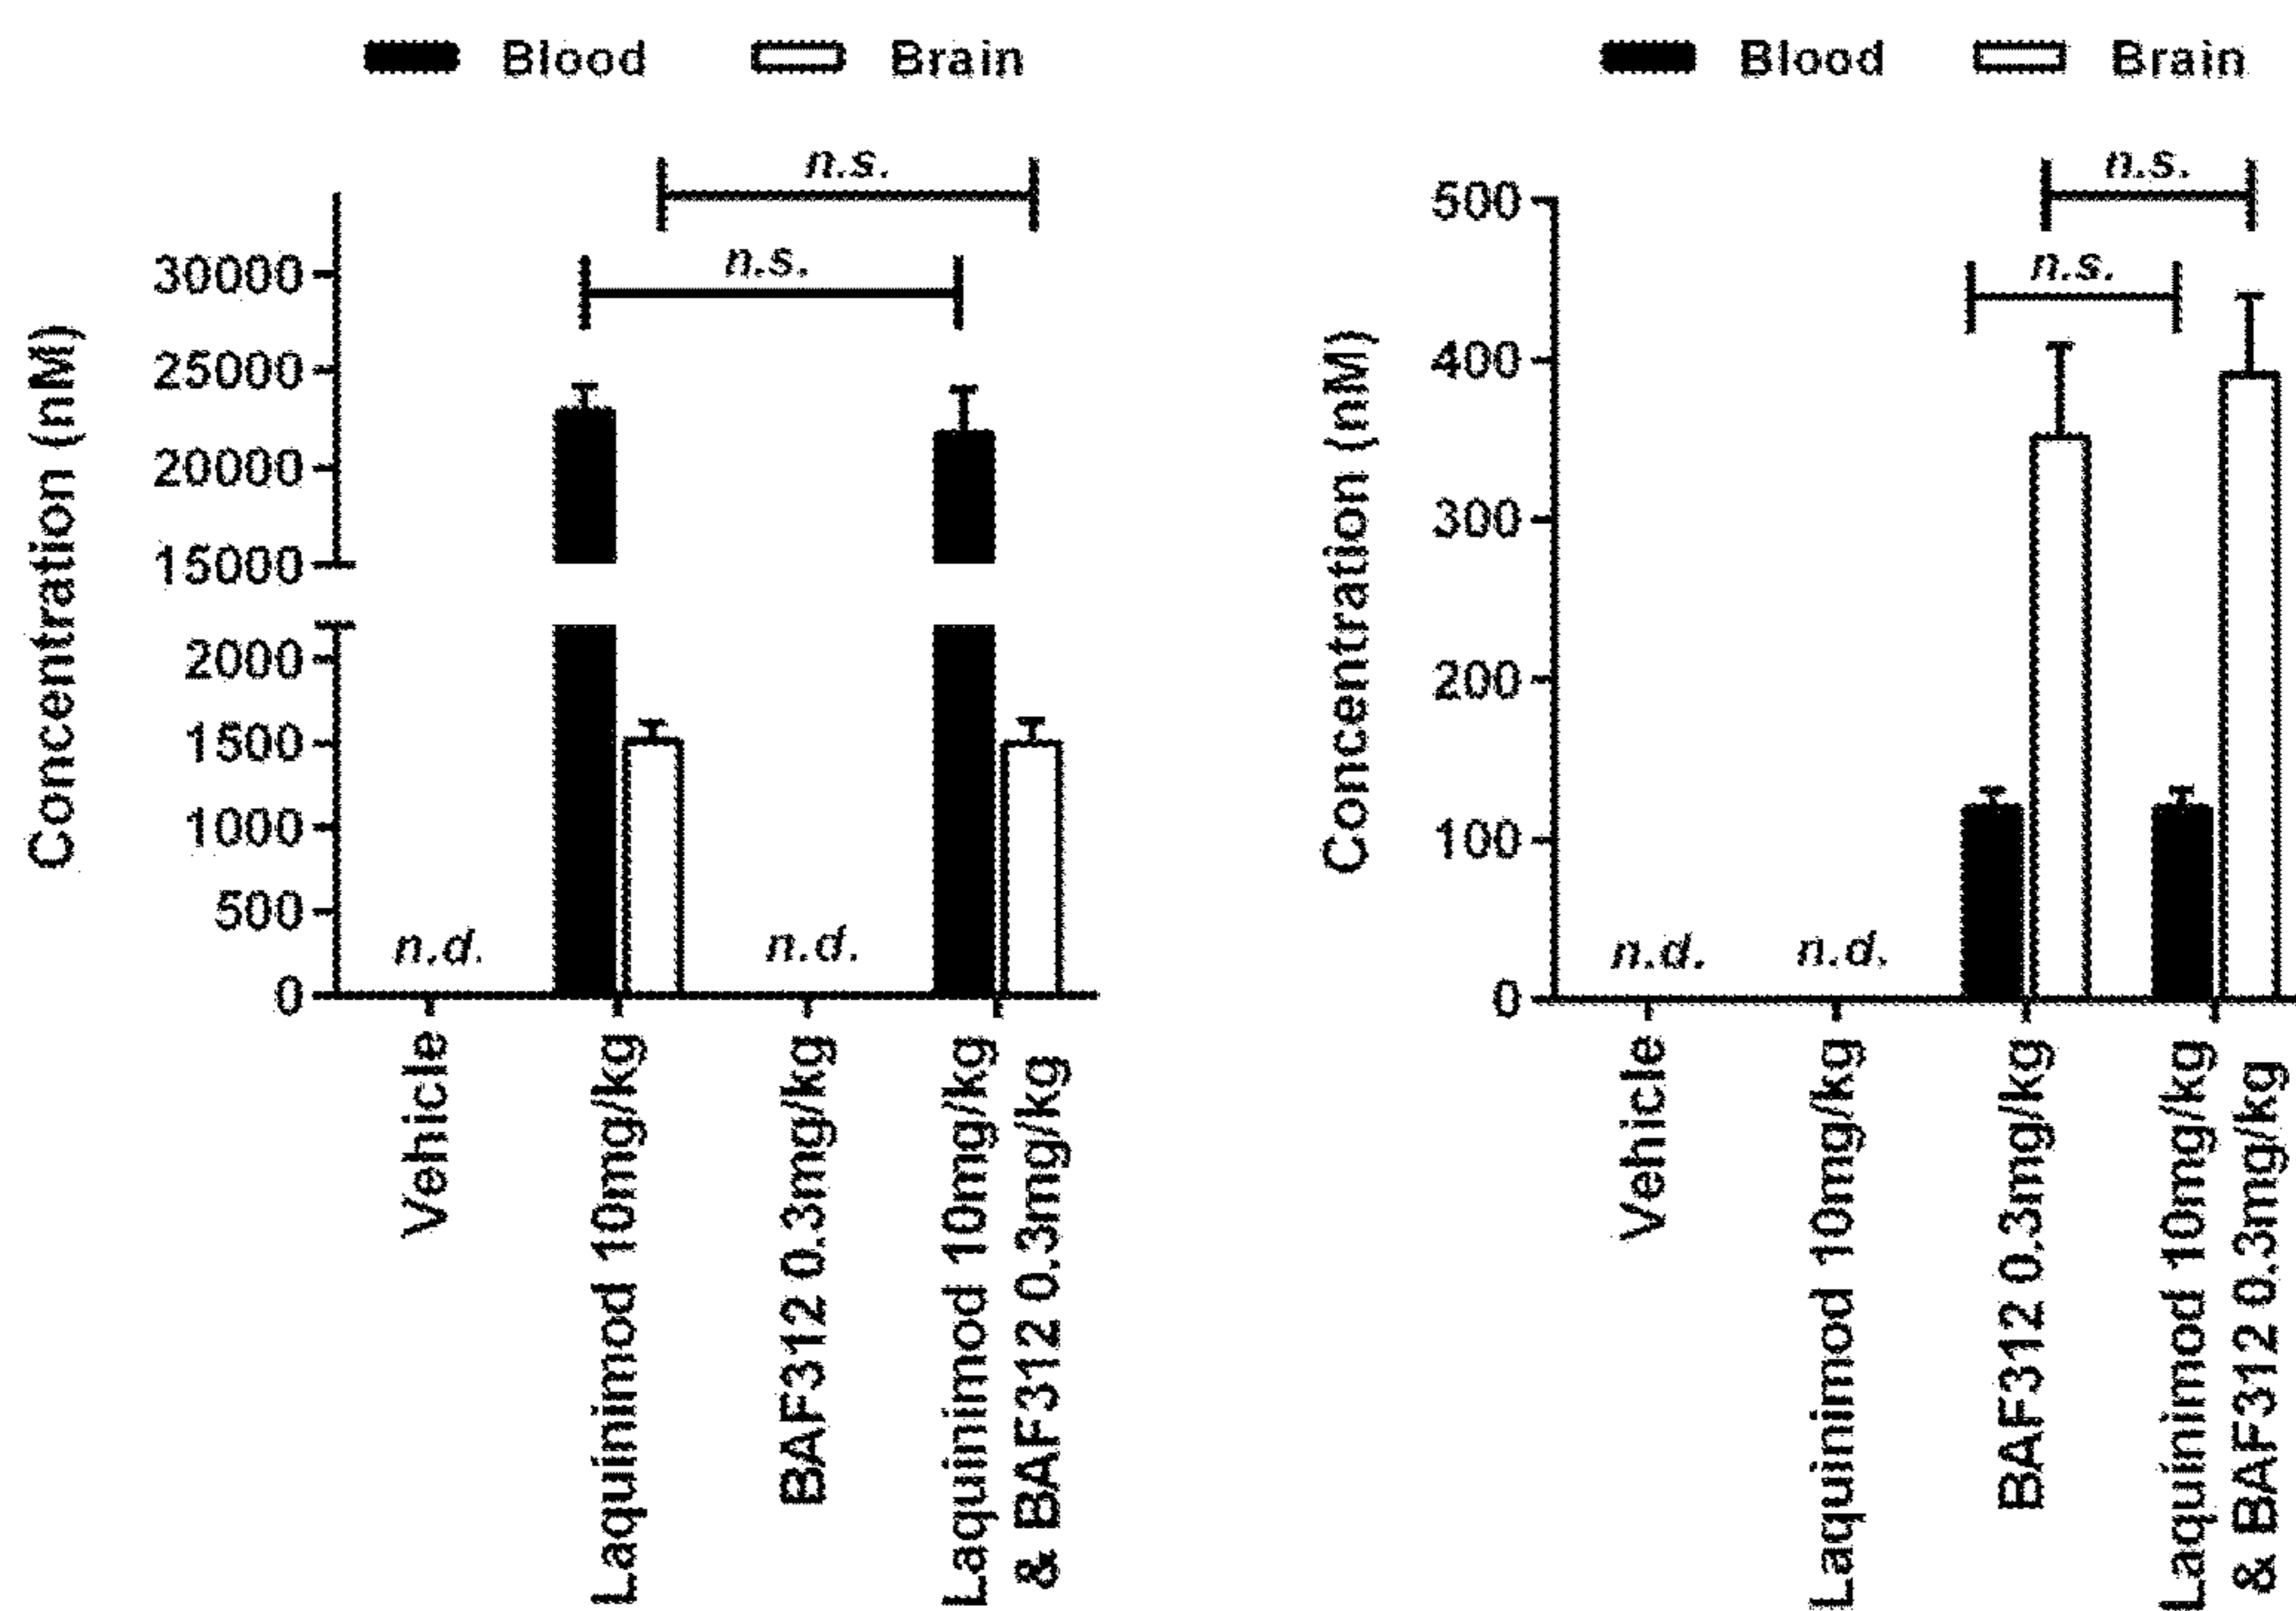 Blood Brain
n.s.
n.s.
Concentration (nM)
30000
25000
20000
15000
2000
1500
1000
500
0
n.d.
n.d.
Vehicle
Laquinimod 10mg/kg
BAF312 0.3mg/kg
Laquinimod 10mg/kg
& BAF312 0.3mg/kg
Blood Brain
n.s.
n.s.
Concentration (nM)
500
400
300
200
100
0
n.d.
n.d.
Vehicle
Laquinimod 10mg/kg
BAF312 0.3mg/kg
Laquinimod 10mg/kg
& BAF312 0.3mg/kg